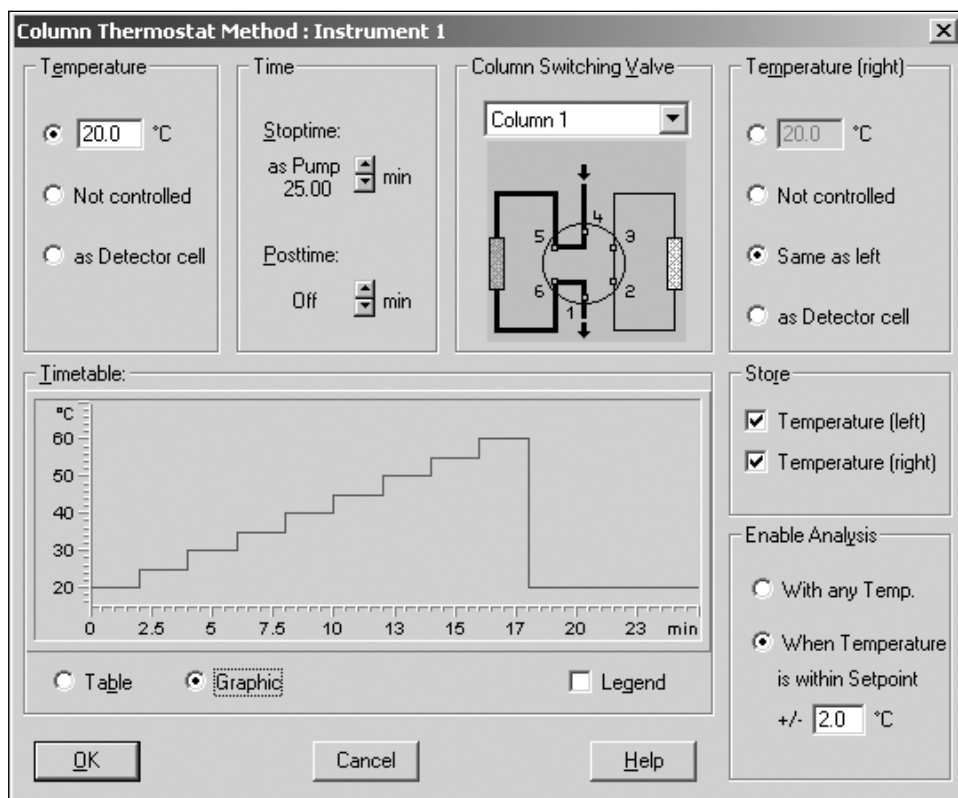 Column Thermostat Method : Instrument 1
Temperature
20.0 °C
Not controlled
as Detector cell
Time
Stoptime:
as Pump
25.00 min
Posttime:
Off min
Column Switching Valve
Column 1
4
5 3
6 2
1
Temperature (right)
20.0 °C
Not controlled
Same as left
as Detector cell
Timetable:
°C
60
50
40
30
20
0 2.5 5 7.5 10 13 15 17 20 23 min
Table Graphic Legend
Store
Temperature (left)
Temperature (right)
Enable Analysis
With any Temp.
When Temperature
is within Setpoint
+/- 2.0 °C
OK Cancel Help